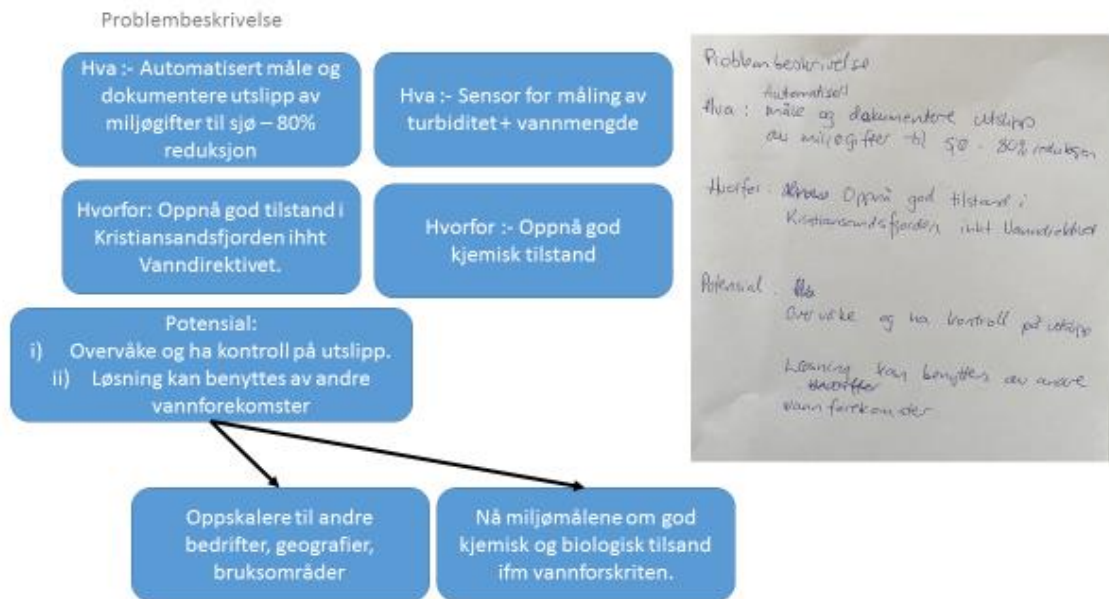 Problembeskrivelse
Hva :- Automatisert måle og
dokumentere utslipp av
miljøgifter til sjø – 80%
reduksjon
Hva :- Sensor for måling av
turbiditet + vannmengde
Hvorfor: Oppnå god tilstand i
Kristiansandsfjorden ihht
Vanndirektivet.
Hvorfor :- Oppnå god
kjemisk tilstand
Potensial:
i) Overvåke og ha kontroll på utslipp.
ii) Løsning kan benyttes av andre
vannforekomster
Oppskalere til andre
bedrifter, geografier,
bruksområder
Nå miljømålene om god
kjemisk og biologisk tilsand
ifm vannforskriten.
Problembeskrivelse
Automatisert
Hva : måle og dokumentere utslipp
av miljøgifter til sjø - 80% reduksjon
Hvorfor : Oppnå god tilstand i
Kristiansandsfjorden ihht Vanndirektivet
Potensial :
Overvåke og ha kontroll på utslipp
Løsning kan benyttes av andre
vannforekomster